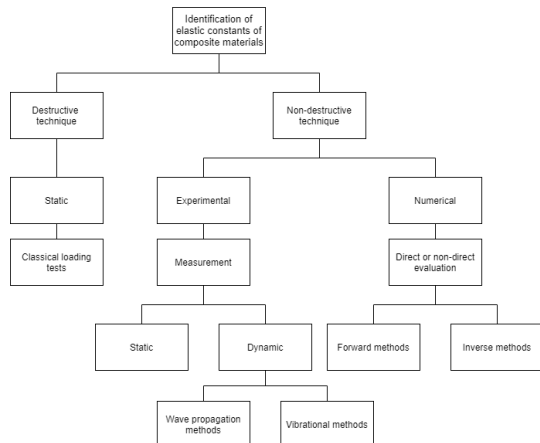 Identification of
elastic constants of
composite materials
Destructive
technique
Non-destructive
technique
Static
Experimental
Numerical
Classical loading
tests
Measurement
Direct or non-direct
evaluation
Static
Dynamic
Forward methods
Inverse methods
Wave propagation
methods
Vibrational methods